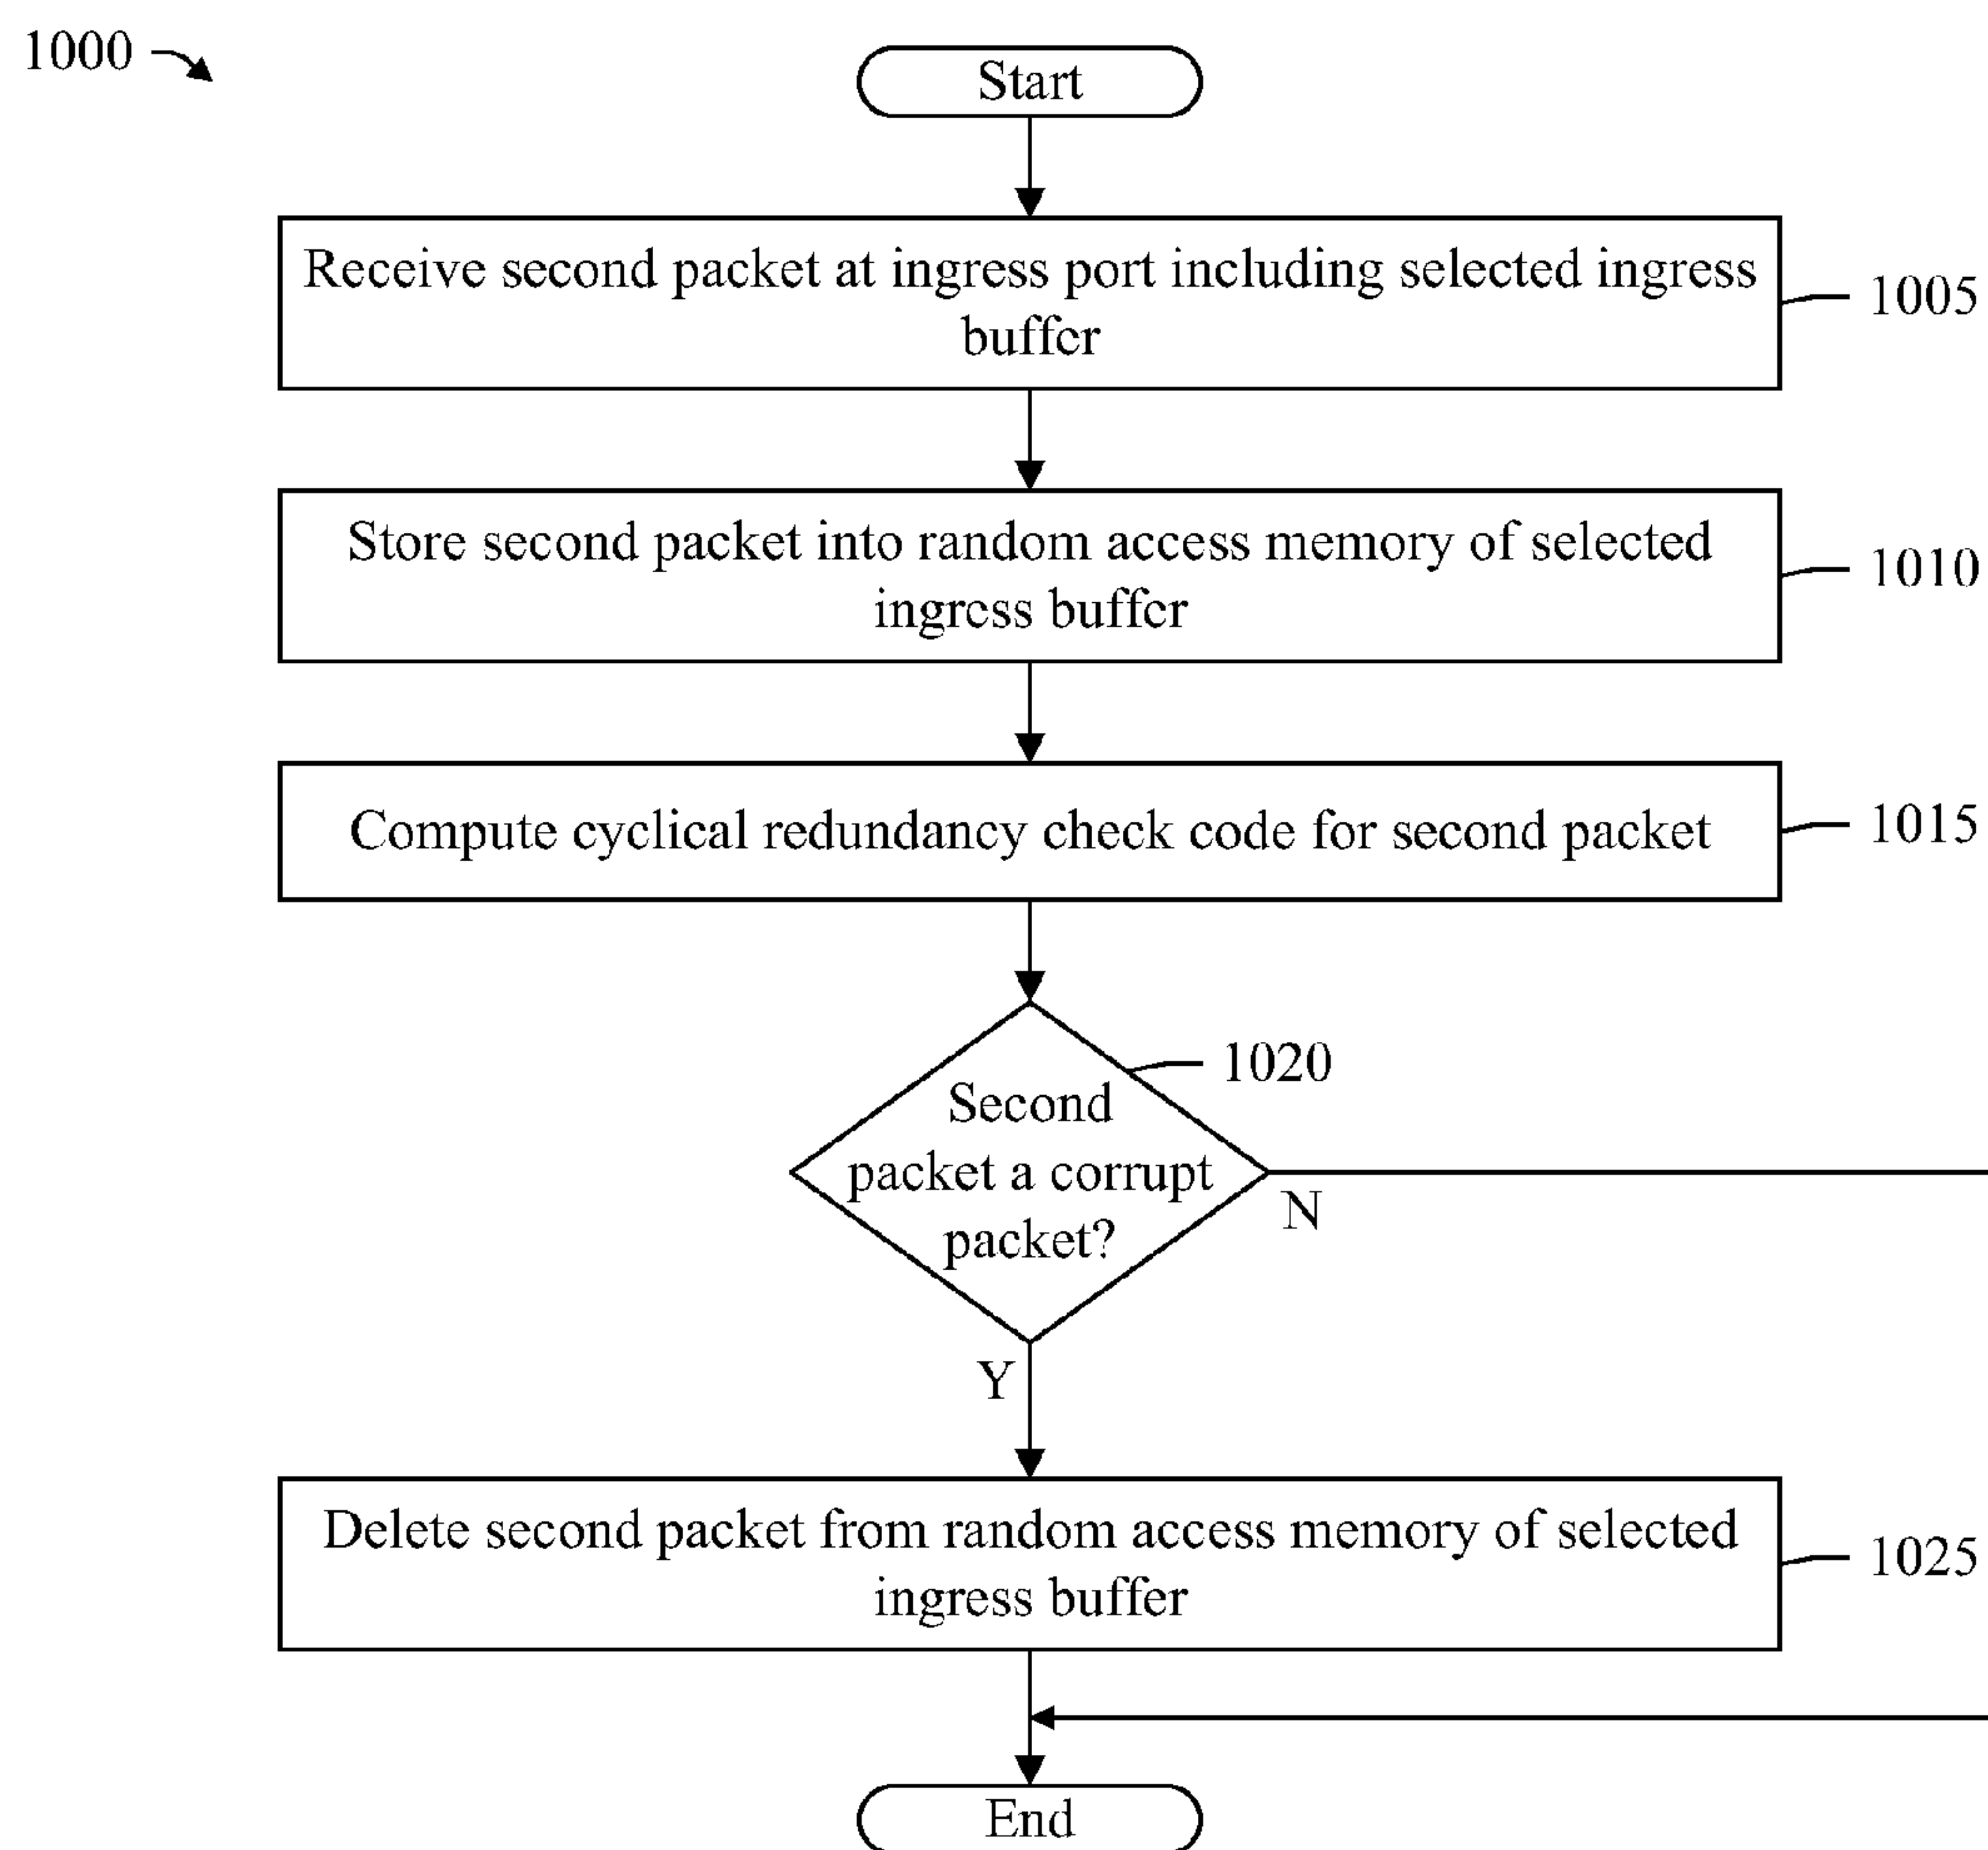 1000
Start
Receive second packet at ingress port including selected ingress
buffer
1005
Store second packet into random access memory of selected
ingress buffer
1010
Compute cyclical redundancy check code for second packet
1015
1020
Second
packet a corrupt
packet?
N
Y
Delete second packet from random access memory of selected
ingress buffer
1025
End